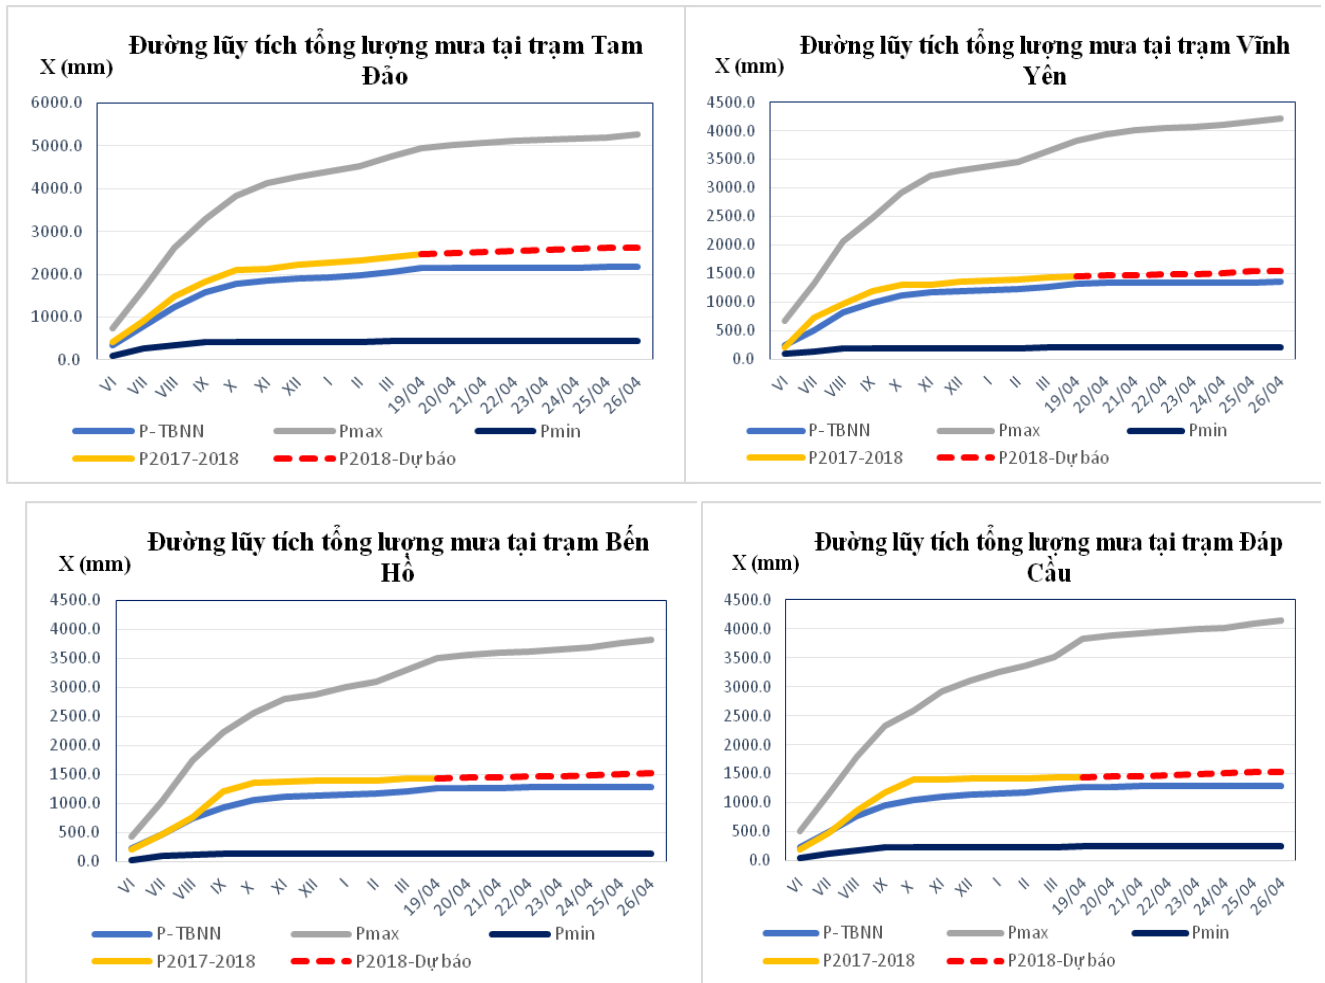 Đường lũy tích tổng lượng mưa tại trạm Tam
Đảo
X (mm)
6000.0
5000.0
4000.0
3000.0
2000.0
1000.0
0.0
VI VII VIII IX X XI XII I II III 19/04 20/04 21/04 22/04 23/04 24/04 25/04 26/04
P-TBNN Pmax Pmin
P2017-2018 P2018-Dự báo
Đường lũy tích tổng lượng mưa tại trạm Vĩnh
Yên
X (mm)
4500.0
4000.0
3500.0
3000.0
2500.0
2000.0
1500.0
1000.0
500.0
0.0
VI VII VIII IX X XI XII I II III 19/04 20/04 21/04 22/04 23/04 24/04 25/04 26/04
P-TBNN Pmax Pmin
P2017-2018 P2018-Dự báo
Đường lũy tích tổng lượng mưa tại trạm Bến
Hồ
X (mm)
4500.0
4000.0
3500.0
3000.0
2500.0
2000.0
1500.0
1000.0
500.0
0.0
VI VII VIII IX X XI XII I II III 19/04 20/04 21/04 22/04 23/04 24/04 25/04 26/04
P-TBNN Pmax Pmin
P2017-2018 P2018-Dự báo
Đường lũy tích tổng lượng mưa tại trạm Đáp
Cầu
X (mm)
4500.0
4000.0
3500.0
3000.0
2500.0
2000.0
1500.0
1000.0
500.0
0.0
VI VII VIII IX X XI XII I II III 19/04 20/04 21/04 22/04 23/04 24/04 25/04 26/04
P-TBNN Pmax Pmin
P2017-2018 P2018-Dự báo